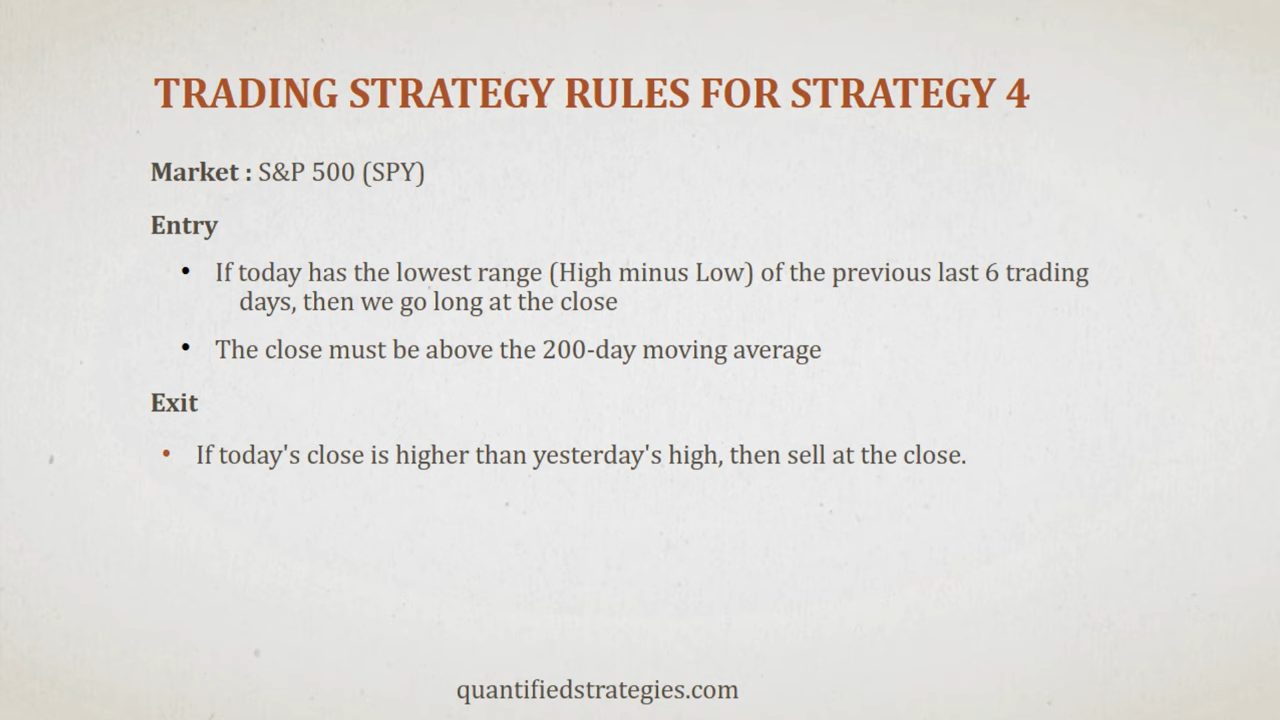 TRADING STRATEGY RULES FOR STRATEGY 4
Market : S&P 500 (SPY)
Entry
• If today has the lowest range (High minus Low) of the previous last 6 trading
days, then we go long at the close
• The close must be above the 200-day moving average
Exit
• If today's close is higher than yesterday's high, then sell at the close.
quantifiedstrategies.com